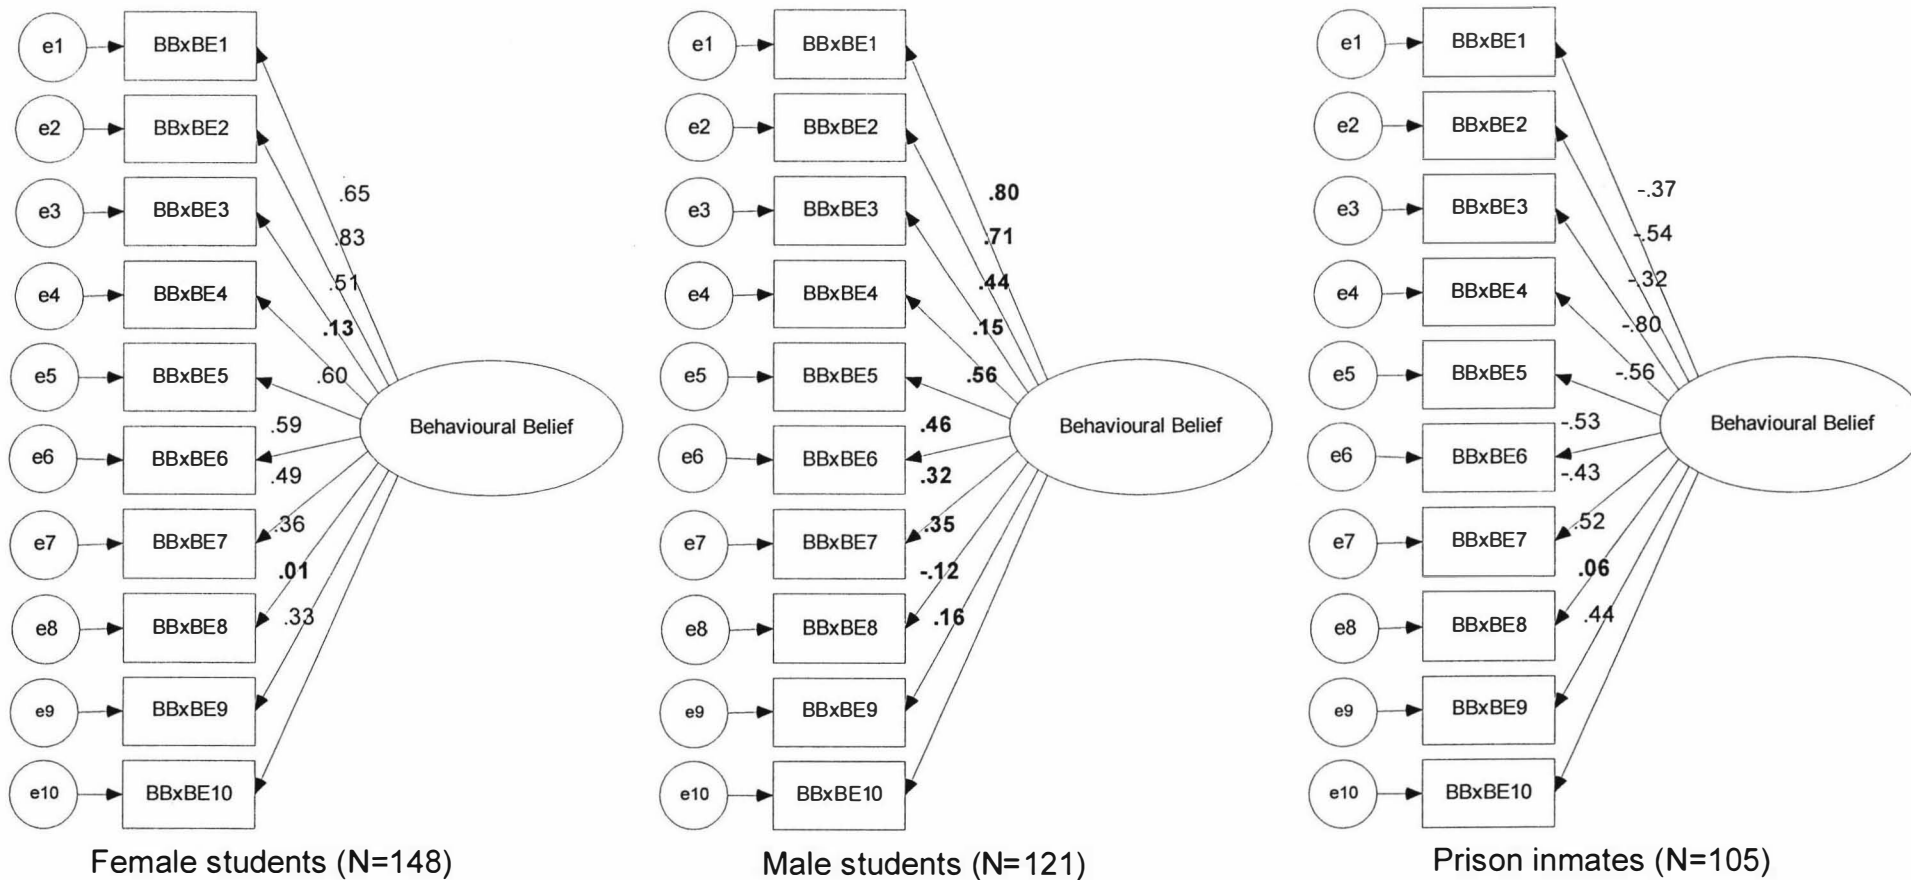 e1 BBxBE1
e2 BBxBE2
e3 BBxBE3
e4 BBxBE4
e5 BBxBE5
e6 BBxBE6
e7 BBxBE7
e8 BBxBE8
e9 BBxBE9
e10 BBxBE10
.65
.83
.51
.13
.60
.59
.49
.36
.01
.33
Behavioural Belief
Female students (N=148)
e1 BBxBE1
e2 BBxBE2
e3 BBxBE3
e4 BBxBE4
e5 BBxBE5
e6 BBxBE6
e7 BBxBE7
e8 BBxBE8
e9 BBxBE9
e10 BBxBE10
.80
.71
.44
.15
.56
.46
.32
.35
-.12
.16
Behavioural Belief
Male students (N=121)
e1 BBxBE1
e2 BBxBE2
e3 BBxBE3
e4 BBxBE4
e5 BBxBE5
e6 BBxBE6
e7 BBxBE7
e8 BBxBE8
e9 BBxBE9
e10 BBxBE10
-.37
-.54
-.32
-.80
-.56
-.53
-.43
.52
.06
.44
Behavioural Belief
Prison inmates (N=105)